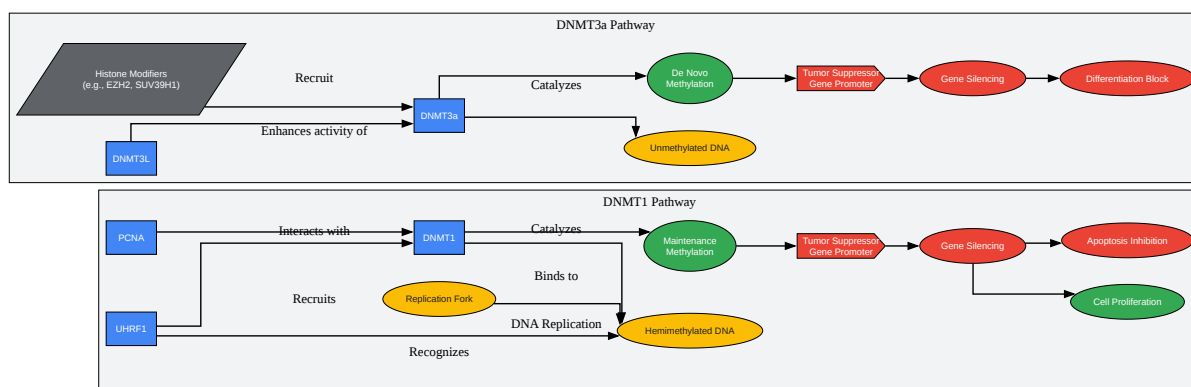 DNMT3a Pathway
Histone Modifiers
(e.g., EZH2, SUV39H1)
Recruit
De Novo
Methylation
Catalyzes
Tumor Suppressor
Gene Promoter
Gene Silencing
Differentiation Block
DNMT3a
Enhances activity of
Unmethylated DNA
DNMT3L
DNMT1 Pathway
PCNA
Interacts with
DNMT1
Catalyzes
Maintenance
Methylation
Tumor Suppressor
Gene Promoter
Gene Silencing
Apoptosis Inhibition
Binds to
Recruits
Replication Fork
Cell Proliferation
UHRF1
DNA Replication
Hemimethylated DNA
Recognizes